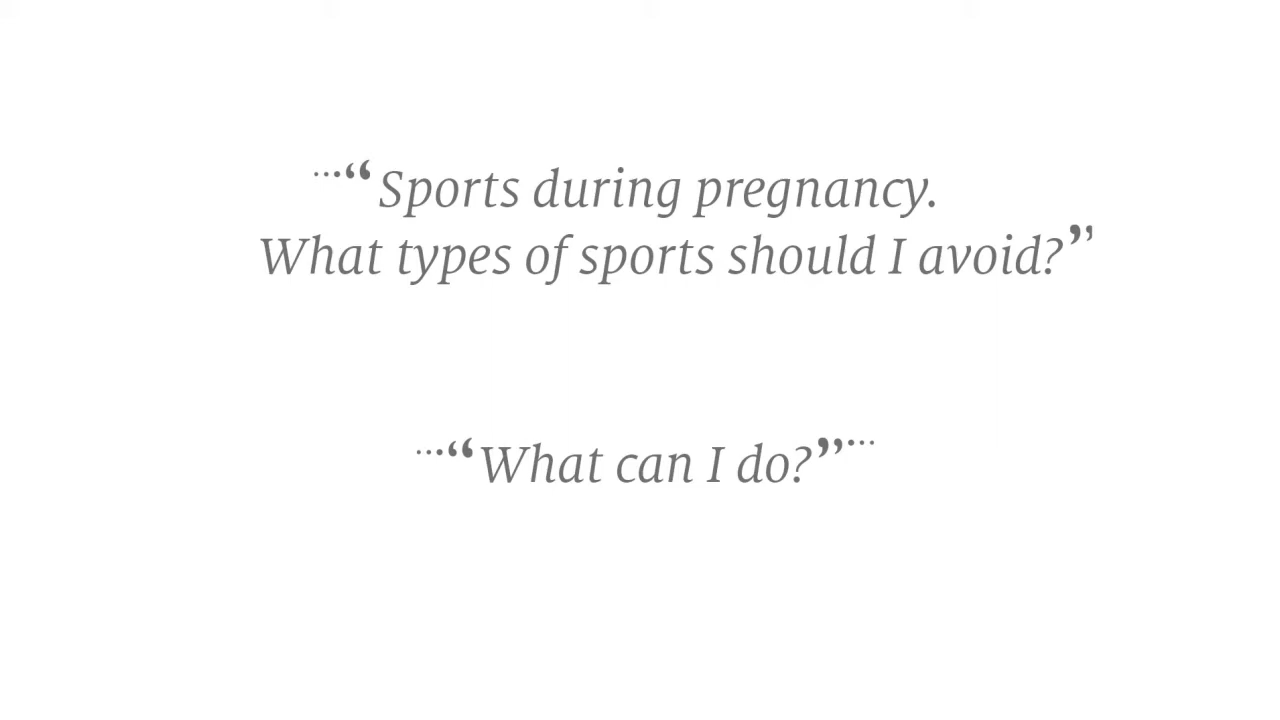 …“Sports during pregnancy.
What types of sports should I avoid?”
…“What can I do?”…